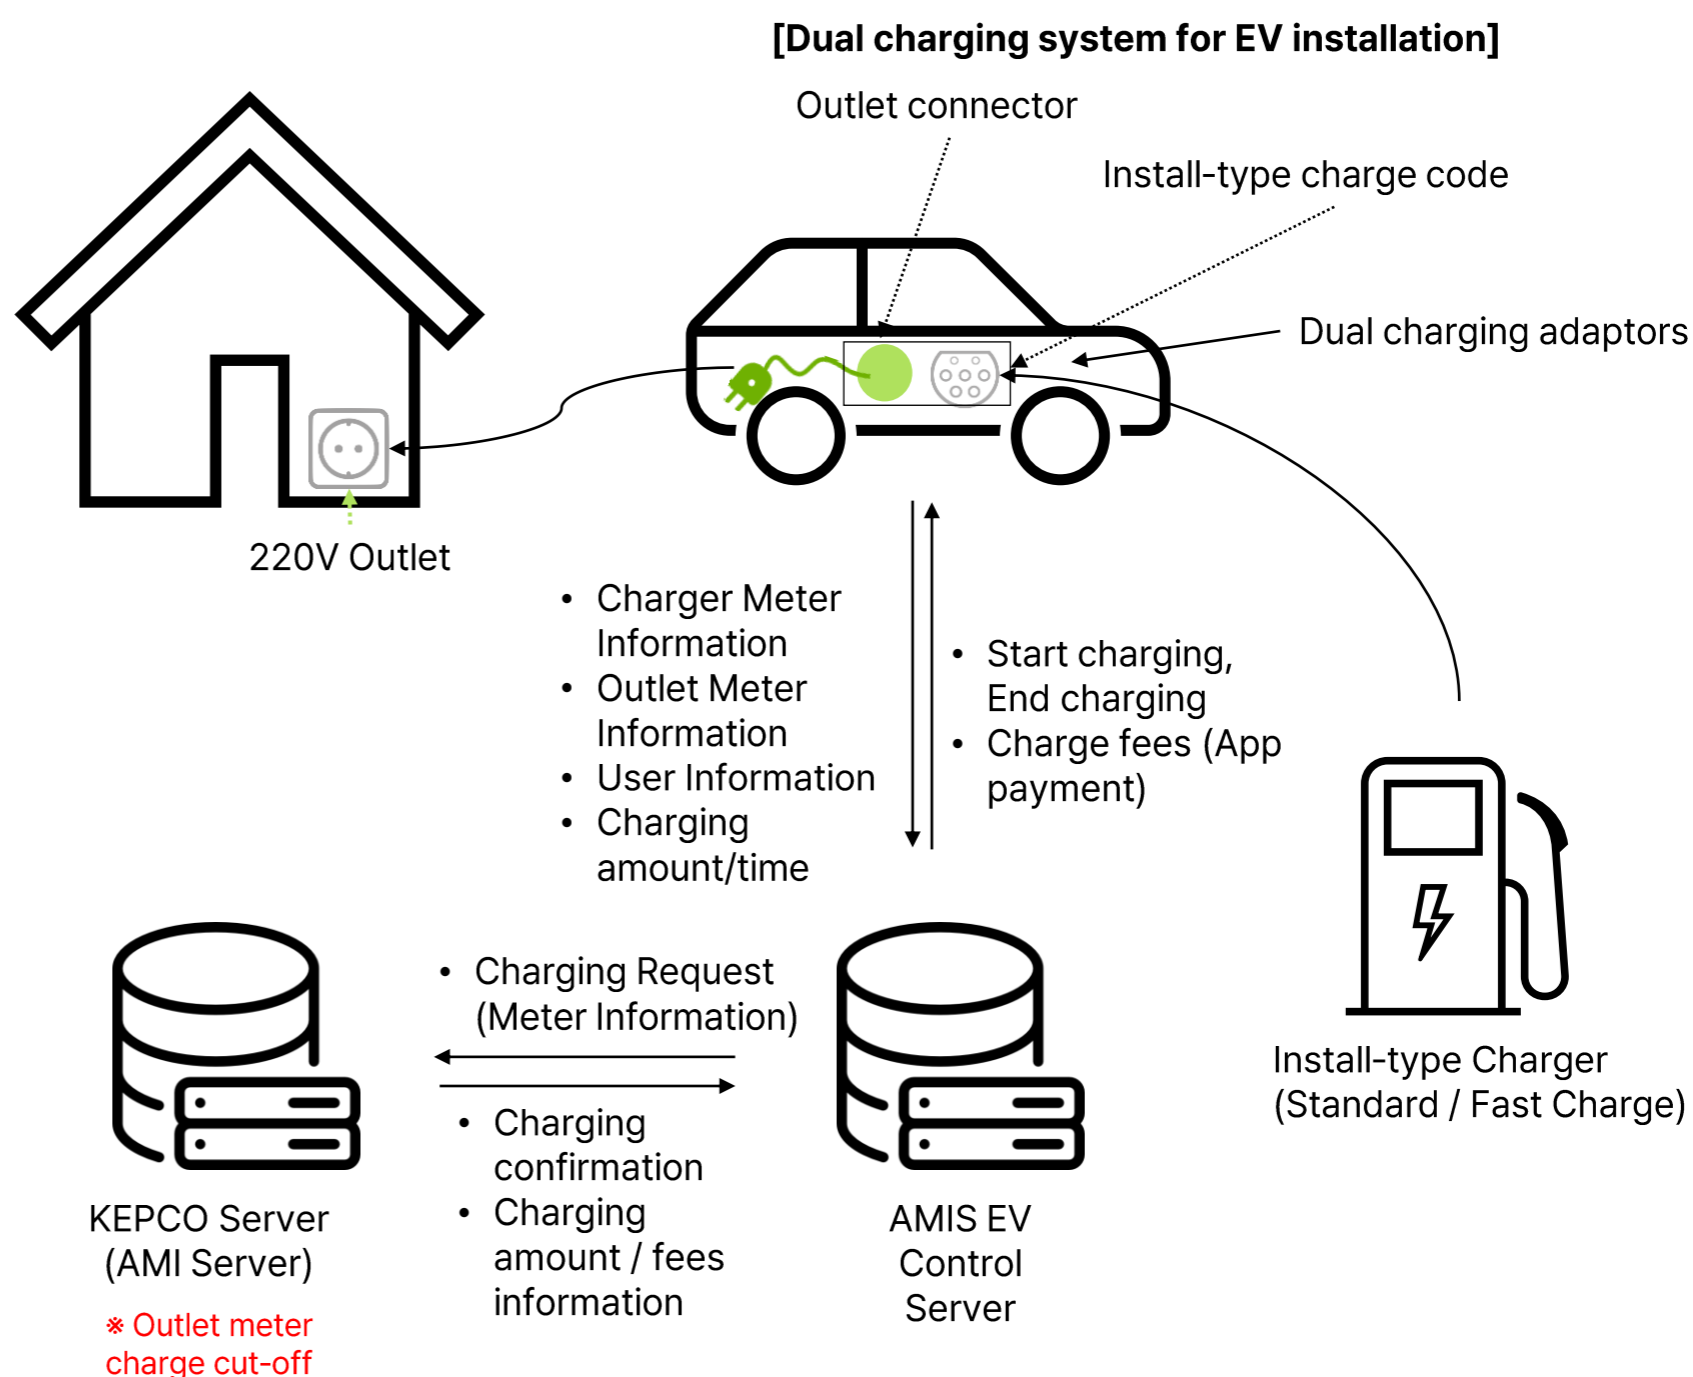 [Dual charging system for EV installation]
Outlet connector
Install-type charge code
Dual charging adaptors
220V Outlet
• Charger Meter
Information
• Outlet Meter
Information
• User Information
• Charging
amount/time
• Start charging,
End charging
• Charge fees (App
payment)
• Charging Request
(Meter Information)
• Charging
confirmation
• Charging
amount / fees
information
KEPCO Server
(AMI Server)
※ Outlet meter
charge cut-off
AMIS EV
Control
Server
Install-type Charger
(Standard / Fast Charge)